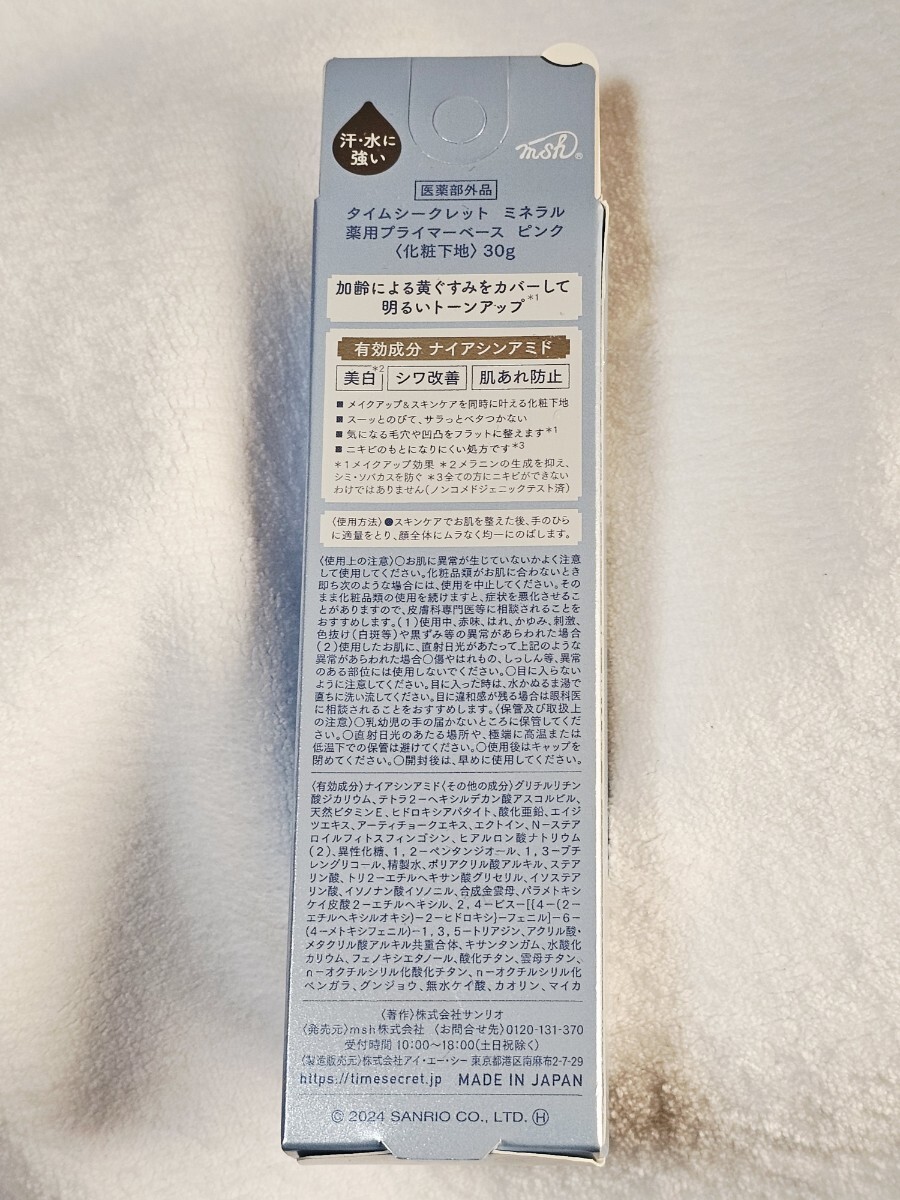 汗・水に
強い
msh®
医薬部外品
タイムシークレット ミネラル
薬用プライマーベース ピンク
〈化粧下地〉30g
加齢による黄ぐすみをカバーして
明るいトーンアップ*1
有効成分 ナイアシンアミド
美白*2 シワ改善 肌あれ防止
■ メイクアップ&スキンケアを同時に叶える化粧下地
■ スーッとのびて、サラっとベタつかない
■ 気になる毛穴や凹凸をフラットに整えます*1
■ ニキビのもとになりにくい処方です*3
*1メイクアップ効果 *2メラニンの生成を抑え、
シミ・ソバカスを防ぐ *3全ての方にニキビができない
わけではありません(ノンコメドジェニックテスト済)
〈使用方法〉●スキンケアでお肌を整えた後、手のひら
に適量をとり、顔全体にムラなく均一にのばします。
〈使用上の注意〉○お肌に異常が生じていないかよく注意
して使用してください。化粧品類がお肌に合わないとき
即ち次のような場合には、使用を中止してください。その
まま化粧品類の使用を続けますと、症状を悪化させるこ
とがありますので、皮膚科専門医等に相談されることを
おすすめします。(1)使用中、赤味、はれ、かゆみ、刺激、
色抜け(白斑等)や黒ずみ等の異常があらわれた場合
(2)使用したお肌に、直射日光があたって上記のような
異常があらわれた場合○傷やはれもの、しっしん等、異常
のある部位には使用しないでください。○目に入らない
ように注意してください。目に入った時は、水かぬるま湯で
直ちに洗い流してください。目に違和感が残る場合は眼科医
に相談されることをおすすめします。〈保管及び取扱上
の注意〉○乳幼児の手の届かないところに保管してくださ
い。○直射日光のあたる場所や、極端に高温または
低温下での保管は避けてください。○使用後はキャップを
閉めてください。○開封後は、早めに使用してください。
〈有効成分〉ナイアシンアミド〈その他の成分〉グリチルリチン
酸ジカリウム、テトラ2-ヘキシルデカン酸アスコルビル、
天然ビタミンE、ヒドロキシアパタイト、酸化亜鉛、エイジ
ツエキス、アーティチョークエキス、エクトイン、N-ステア
ロイルフィトスフィンゴシン、ヒアルロン酸ナトリウム
(2)、異性化糖、1,2-ペンタンジオール、1,3-ブチ
レングリコール、精製水、ポリアクリル酸アルキル、ステア
リン酸、トリ2-エチルヘキサン酸グリセリル、イソステア
リン酸、イソノナン酸イソノニル、合成金雲母、パラメトキシ
ケイ皮酸2-エチルヘキシル、2,4-ビス-[{4-(2-
エチルヘキシルオキシ)-2-ヒドロキシ}-フェニル]-6-
(4-メトキシフェニル)-1,3,5-トリアジン、アクリル酸・
メタクリル酸アルキル共重合体、キサンタンガム、水酸化
カリウム、フェノキシエタノール、酸化チタン、雲母チタン、
n-オクチルシリル化酸化チタン、n-オクチルシリル化
ベンガラ、グンジョウ、無水ケイ酸、カオリン、マイカ
〈著作〉株式会社サンリオ
〈発売元〉msh株式会社 〈お問合せ先〉0120-131-370
受付時間 10:00~18:00(土日祝除く)
〈製造販売元〉株式会社アイ・エー・シー 東京都港区南麻布2-7-29
https://timesecret.jp MADE IN JAPAN
© 2024 SANRIO CO., LTD. Ⓗ